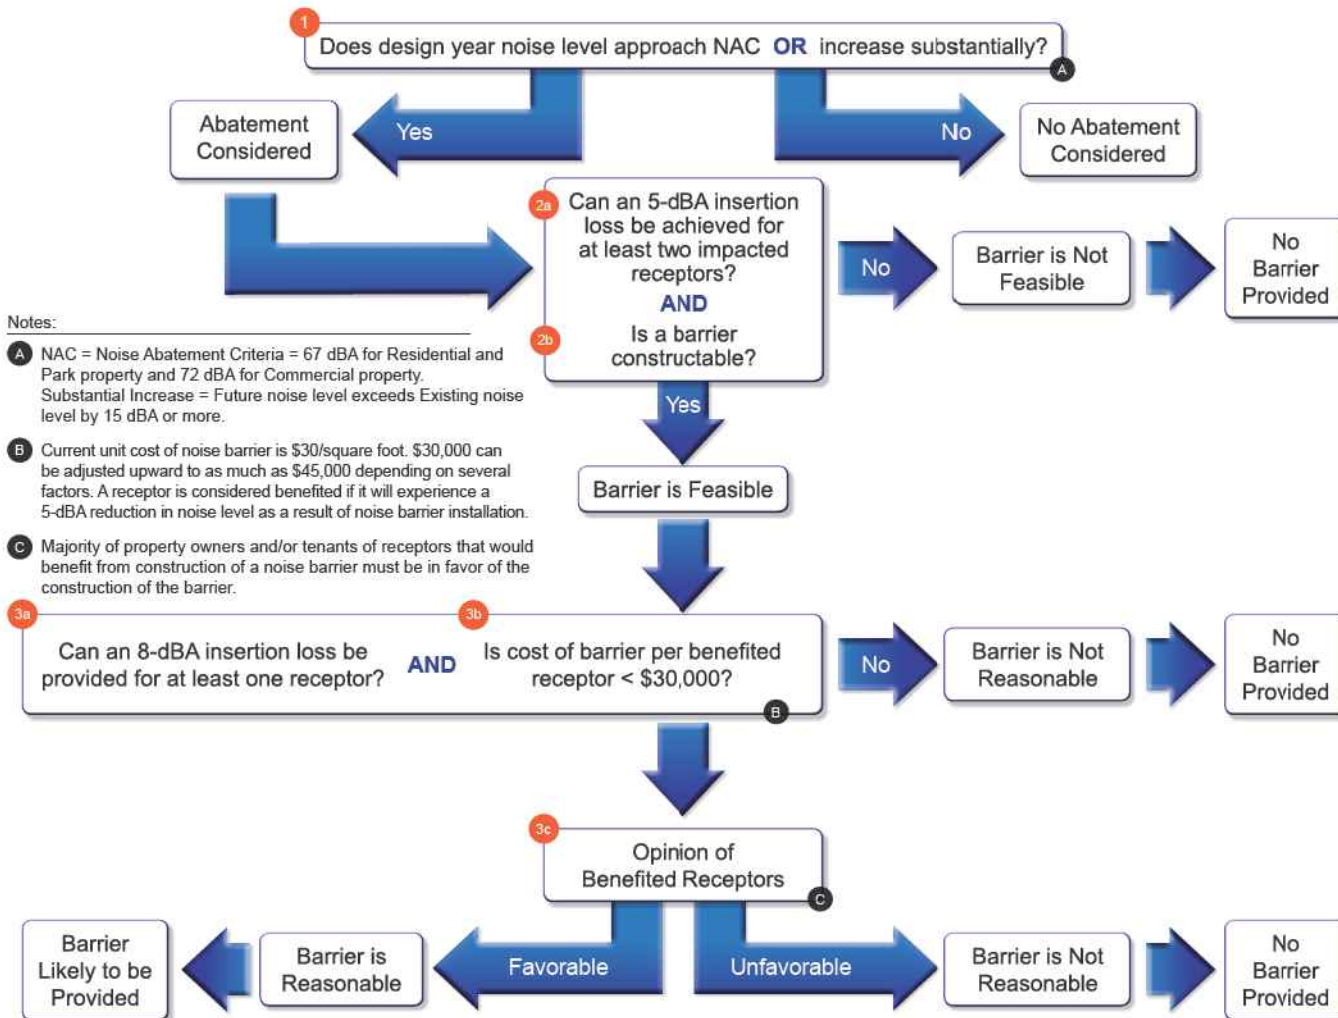 1
Does design year noise level approach NAC OR increase substantially?
A
Abatement
Considered
Yes
No
No Abatement
Considered
2a
Can an 5-dBA insertion
loss be achieved for
at least two impacted
receptors?
AND
2b
Is a barrier
constructable?
No
Barrier is Not
Feasible
No
Barrier
Provided
Notes:
A NAC = Noise Abatement Criteria = 67 dBA for Residential and
Park property and 72 dBA for Commercial property.
Substantial Increase = Future noise level exceeds Existing noise
level by 15 dBA or more.
B Current unit cost of noise barrier is $30/square foot. $30,000 can
be adjusted upward to as much as $45,000 depending on several
factors. A receptor is considered benefited if it will experience a
5-dBA reduction in noise level as a result of noise barrier installation.
C Majority of property owners and/or tenants of receptors that would
benefit from construction of a noise barrier must be in favor of the
construction of the barrier.
Yes
Barrier is Feasible
3a
Can an 8-dBA insertion loss be
provided for at least one receptor?
AND
3b
Is cost of barrier per benefited
receptor < $30,000?
B
No
Barrier is Not
Reasonable
No
Barrier
Provided
3c
Opinion of
Benefited Receptors
C
Favorable
Barrier is
Reasonable
Barrier
Likely to be
Provided
Unfavorable
Barrier is Not
Reasonable
No
Barrier
Provided